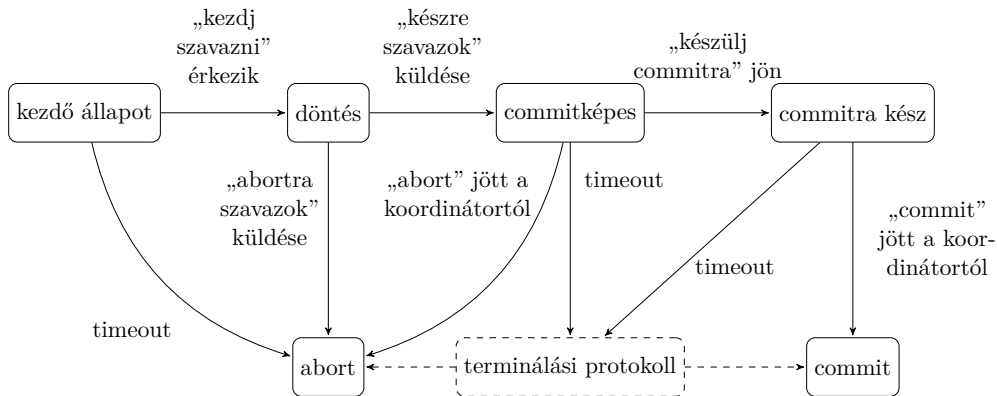 „kezdj
szavazni”
érkezik
„készre
szavazok”
küldése
„készülj
commitra” jön
kezdő állapot
döntés
commitképes
commitra kész
„abortra
szavazok”
küldése
„abort” jött a
koordinátortól
timeout
„commit”
jött a koor-
dinátortól
timeout
timeout
abort
terminálási protokoll
commit